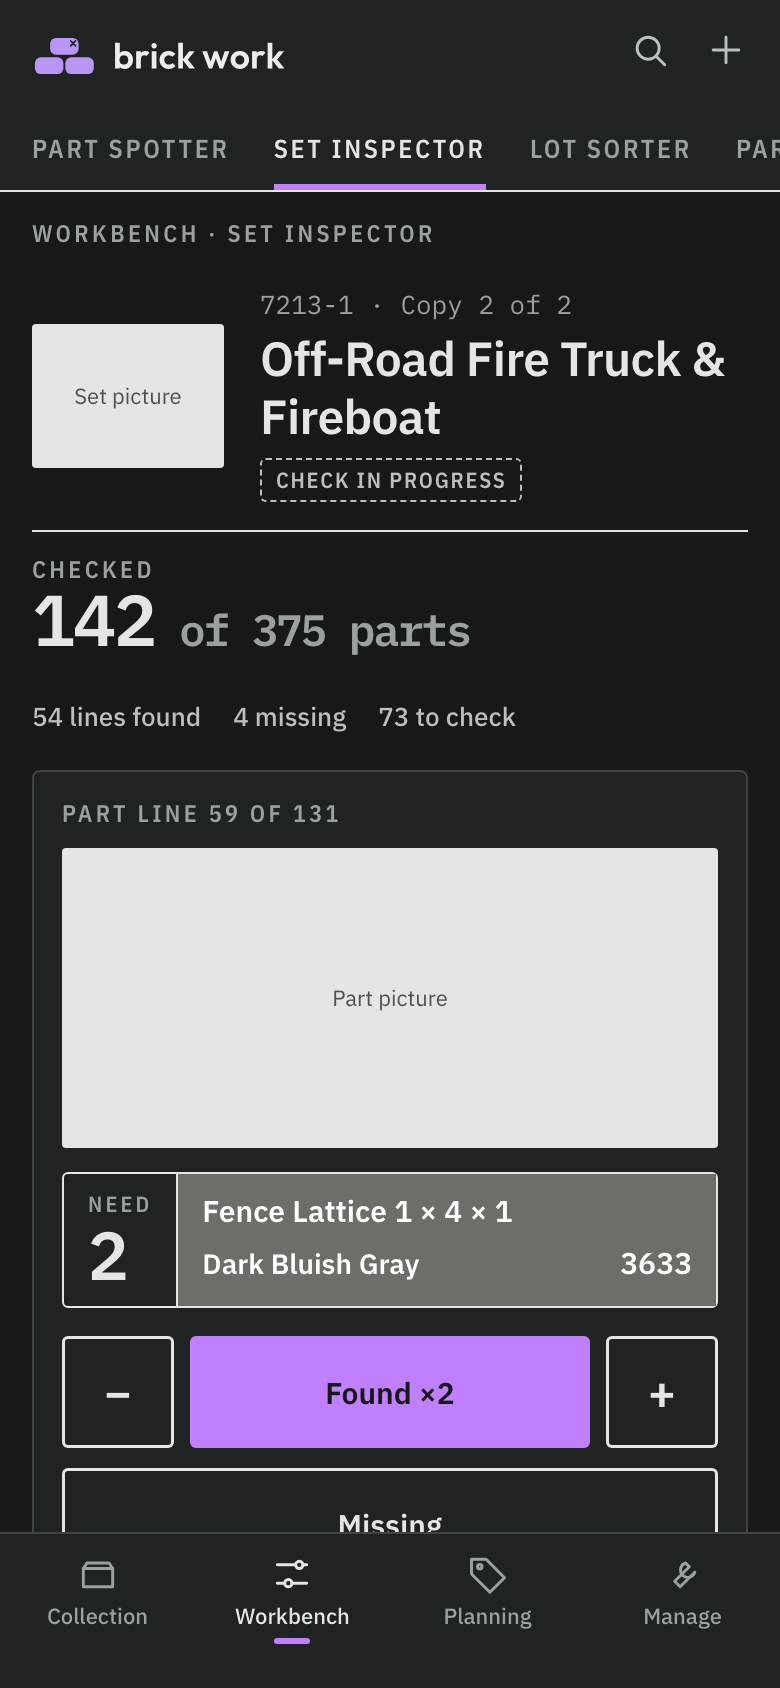 brick work
PART SPOTTER SET INSPECTOR LOT SORTER PAR
WORKBENCH · SET INSPECTOR
7213-1 · Copy 2 of 2
Set picture
Off-Road Fire Truck &
Fireboat
CHECK IN PROGRESS
CHECKED
142 of 375 parts
54 lines found 4 missing 73 to check
PART LINE 59 OF 131
Part picture
NEED
2
Fence Lattice 1 × 4 × 1
Dark Bluish Gray 3633
− Found ×2 +
Missing
Collection Workbench Planning Manage